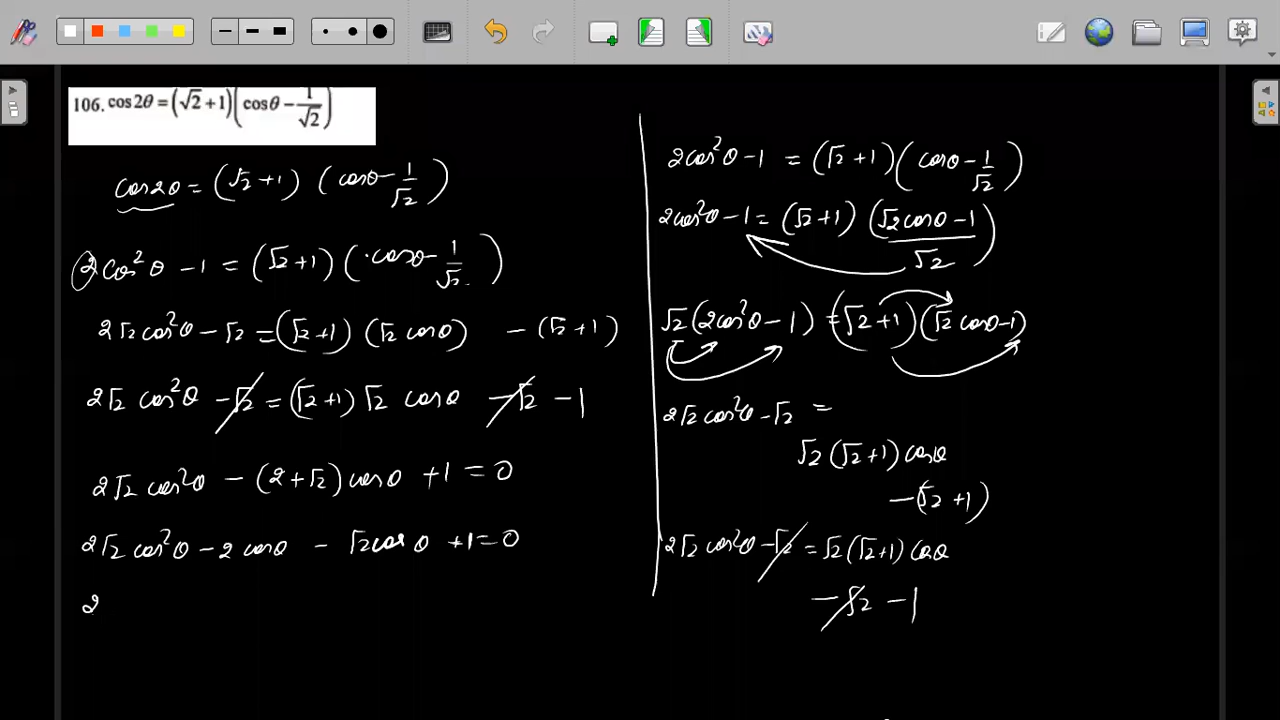 106. cos2θ = (√2+1)(cosθ − 1/√2)
cos2θ = (√2+1) (cosθ − 1/√2)
2cos²θ − 1 = (√2+1) (cosθ − 1/√2)
2√2 cos²θ − √2 = (√2+1) (√2 cosθ) − (√2+1)
2√2 cos²θ − √2 = (√2+1) √2 cosθ − √2 − 1
2√2 cos²θ − (2+√2) cosθ + 1 = 0
2√2 cos²θ − 2 cosθ − √2 cosθ + 1 = 0
2
2cos²θ − 1 = (√2+1) (cosθ − 1/√2)
2cos²θ − 1 = (√2+1) (√2cosθ − 1 / √2)
√2 (2cos²θ − 1) = (√2+1) (√2 cosθ − 1)
2√2 cos²θ − √2 =
√2 (√2+1) cosθ
− (√2+1)
2√2 cos²θ − √2 = √2 (√2+1) cosθ
− √2 − 1